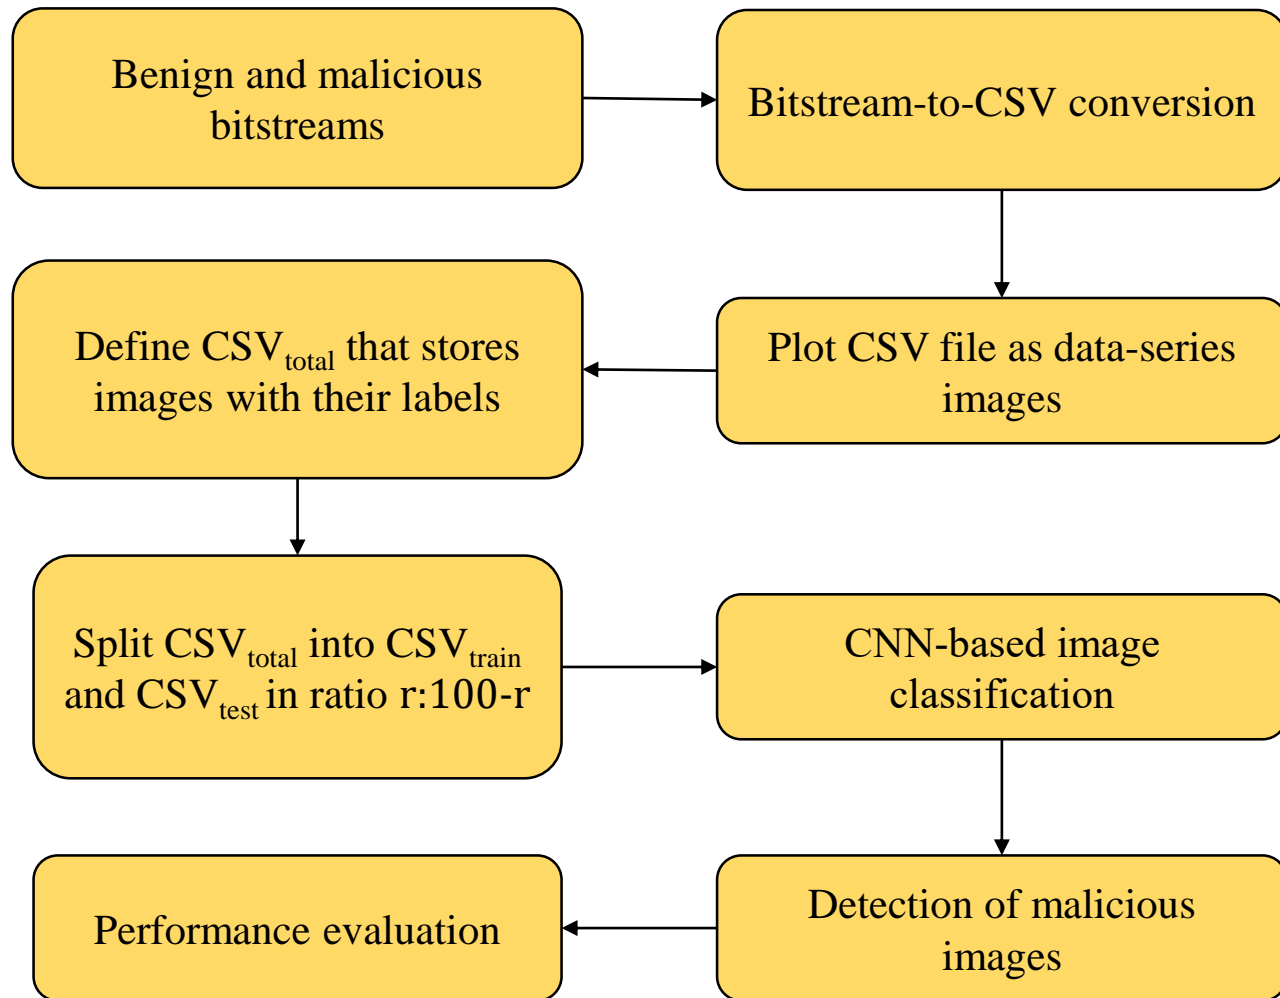 Benign and malicious
bitstreams
Bitstream-to-CSV conversion
Plot CSV file as data-series
images
Define CSVtotal that stores
images with their labels
Split CSVtotal into CSVtrain
and CSVtest in ratio r:100-r
CNN-based image
classification
Detection of malicious
images
Performance evaluation